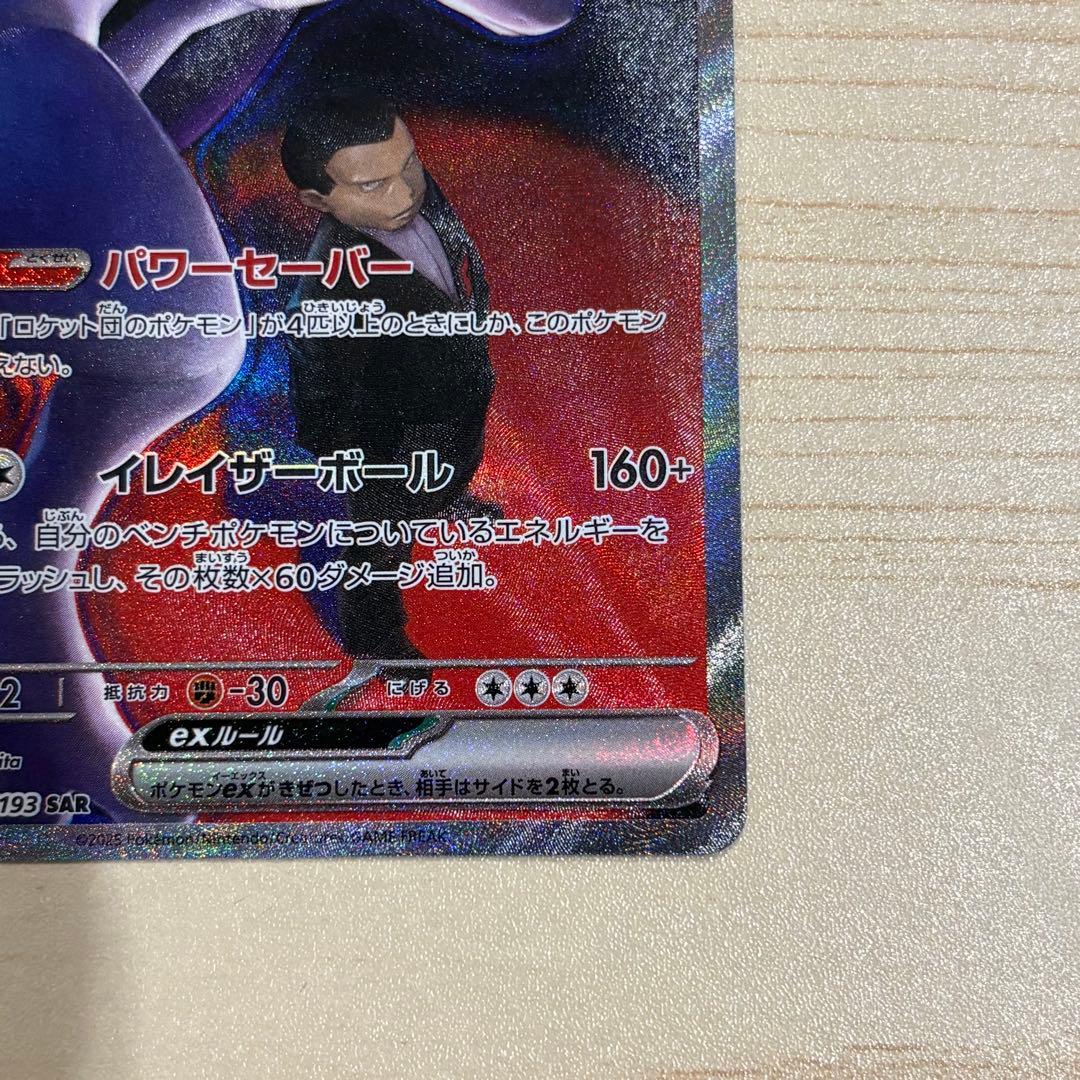 とくせい パワーセーバー
「ロケット団のポケモン」が4匹以上のときにしか、このポケモン
えない。
イレイザーボール 160+
、自分のベンチポケモンについているエネルギーを
ラッシュし、その枚数×60ダメージ追加。
2 抵抗力 -30 にげる
exルール
ita
ポケモンexがきぜつしたとき、相手はサイドを2枚とる。
193 SAR
©2025 Pokémon/Nintendo/Creatures/GAME FREAK